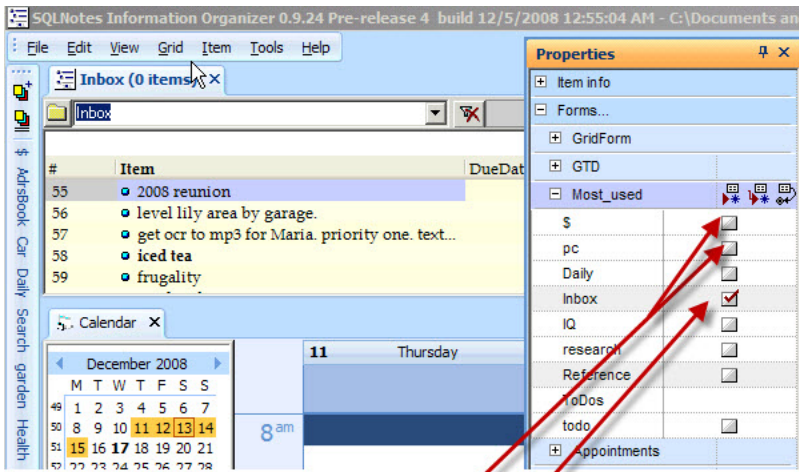 SQLNotes Information Organizer 0.9.24 Pre-release 4 build 12/5/2008 12:55:04 AM - C:\Documents an
File Edit View Grid Item Tools Help
Inbox (0 items)
Inbox
# Item DueDat
55 2008 reunion
56 level lily area by garage.
57 get ocr to mp3 for Maria. priority one. text...
58 iced tea
59 frugality
$ AdrsBook Car Daily Search garden Health
Calendar
December 2008
M T W T F S S
49 1 2 3 4 5 6 7
50 8 9 10 11 12 13 14
51 15 16 17 18 19 20 21
52 22 23 24 25 26 27 28
11 Thursday
8 am
Properties
Item info
Forms...
GridForm
GTD
Most_used
$
pc
Daily
Inbox
IQ
research
Reference
ToDos
todo
Appointments